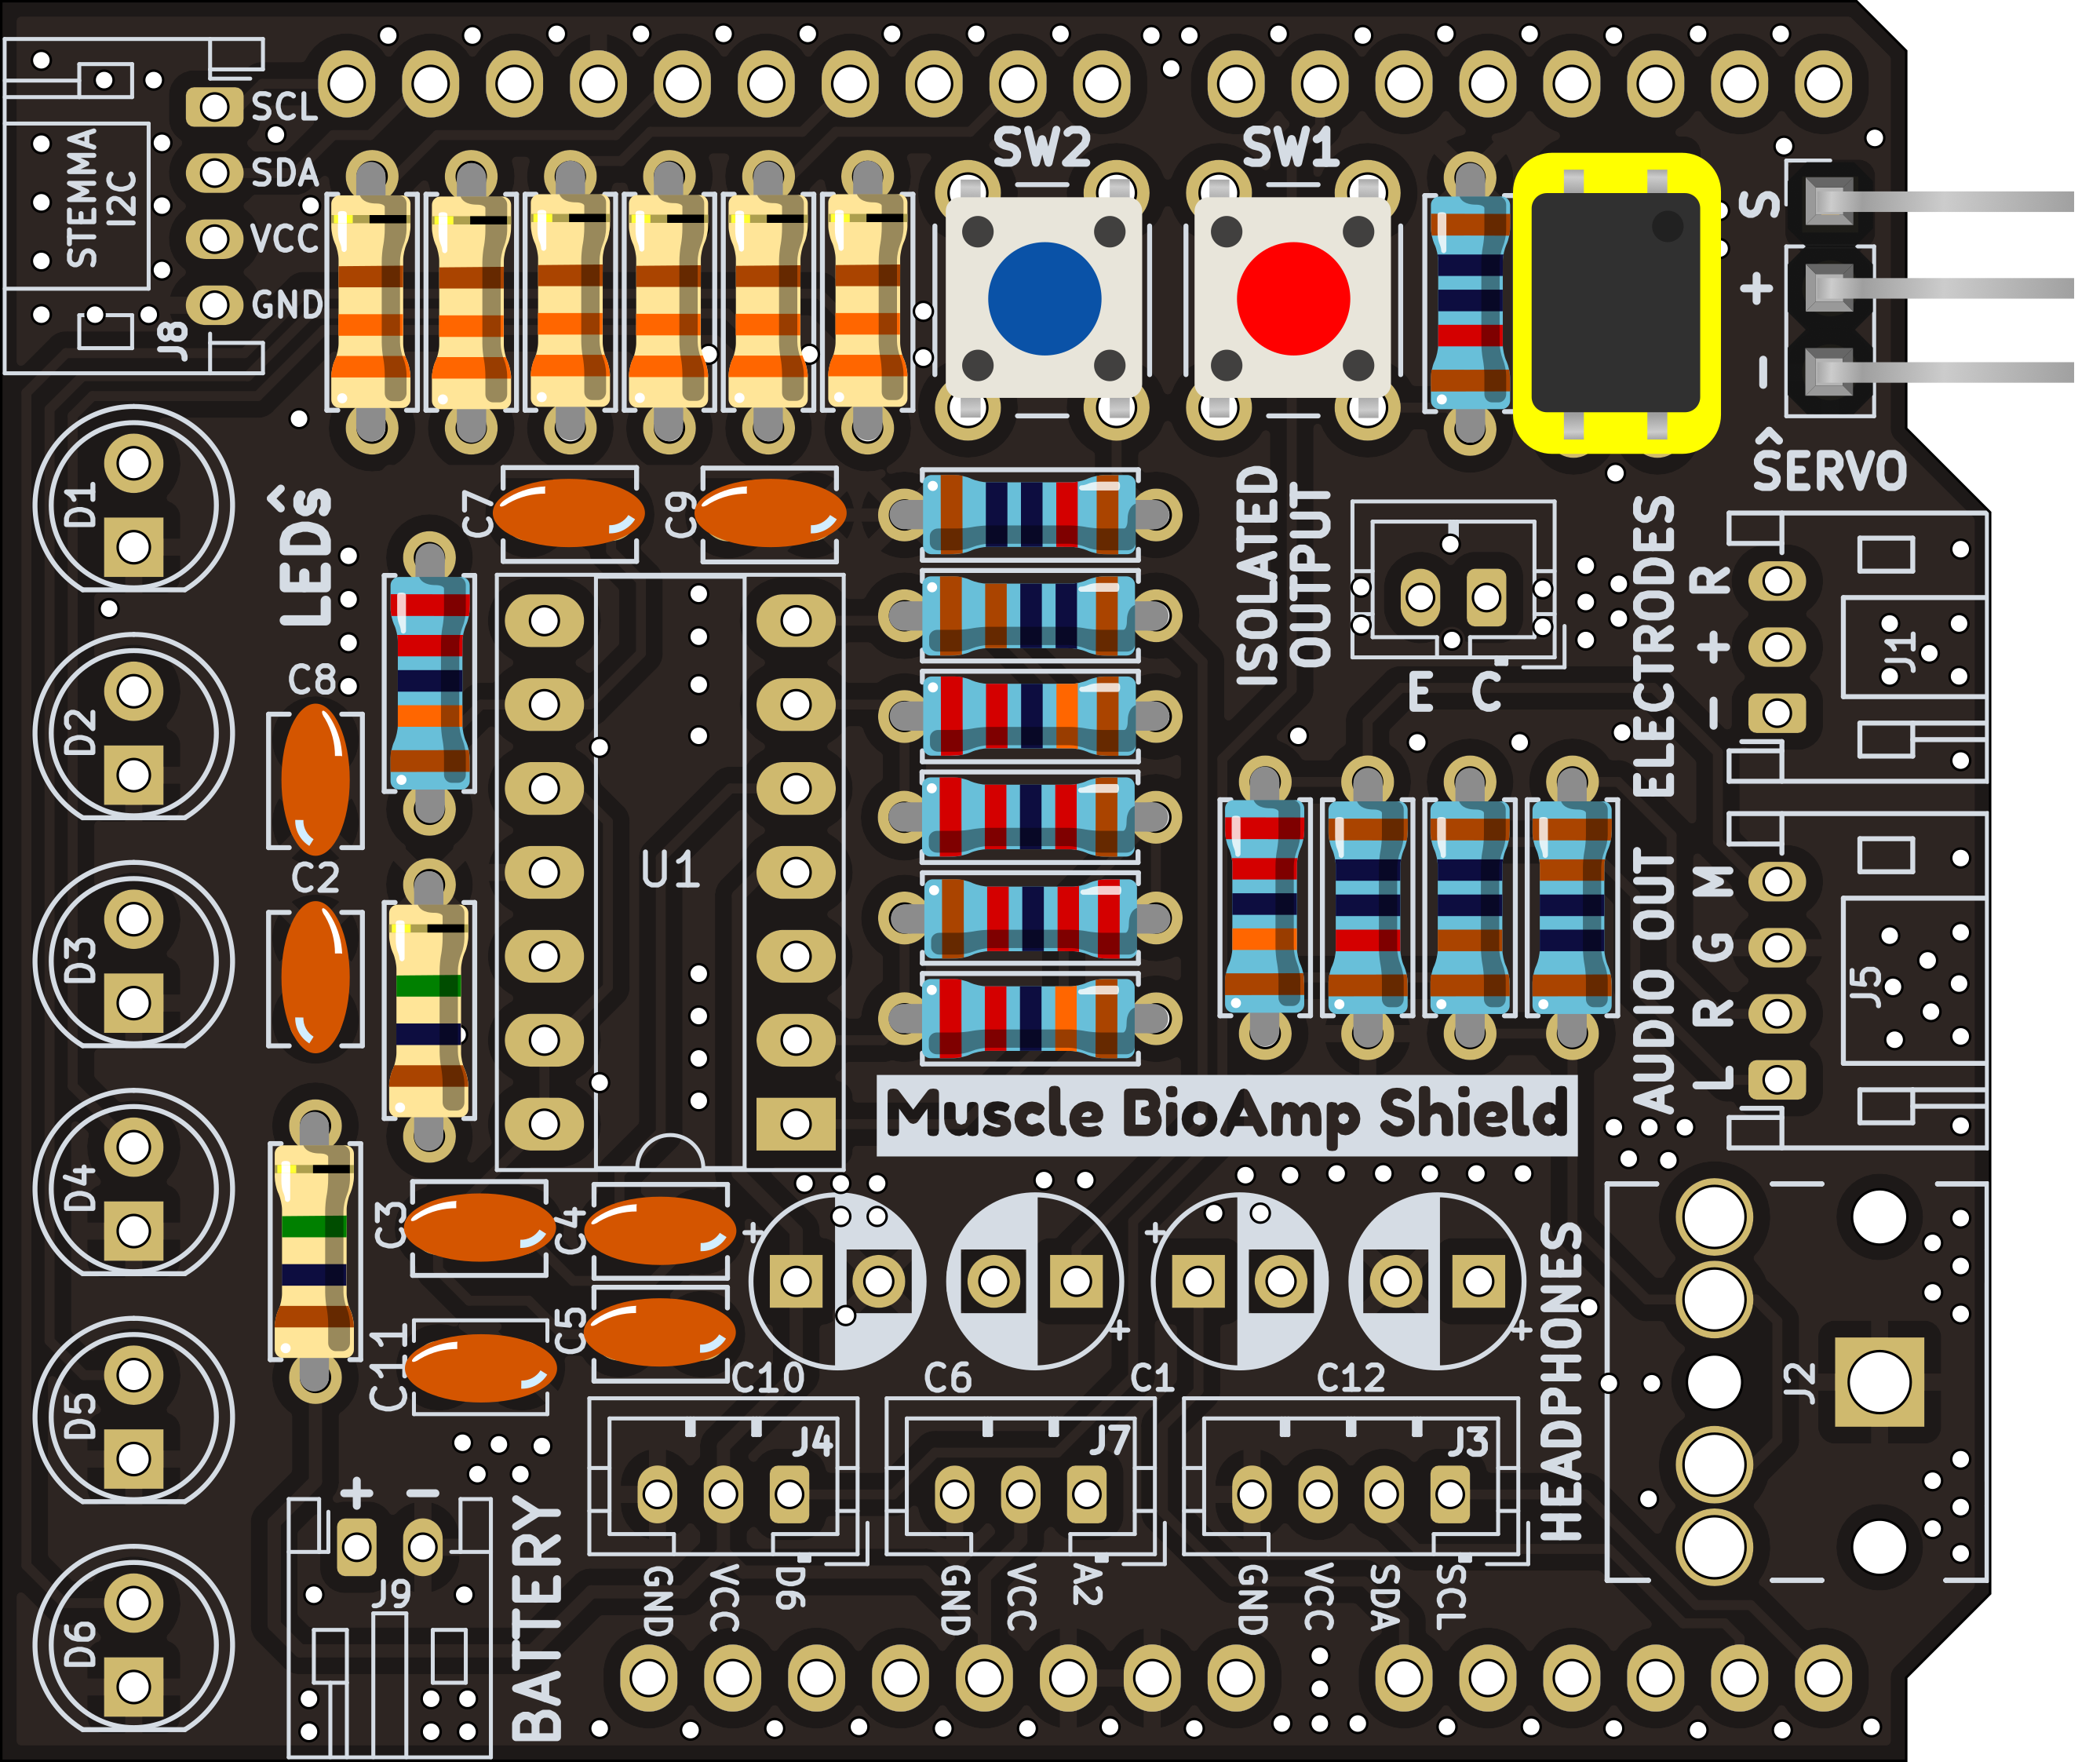 SCL
SDA
VCC
GND
STEMMA
I2C
J8
SW2
SW1
S
+
-
^
SERVO
D1
D2
D3
D4
D5
D6
^
LEDs
C7
C9
C8
C2
U1
ISOLATED
OUTPUT
E C
ELECTRODES
R
+
-
J1
AUDIO OUT
M
G
R
L
J5
Muscle BioAmp Shield
C3
C4
C11
C5
+
+
+
+
C10
C6
C1
C12
HEADPHONES
J2
J4
J7
J3
+ -
J9
BATTERY
GND
VCC
D6
GND
VCC
A2
GND
VCC
SDA
SCL